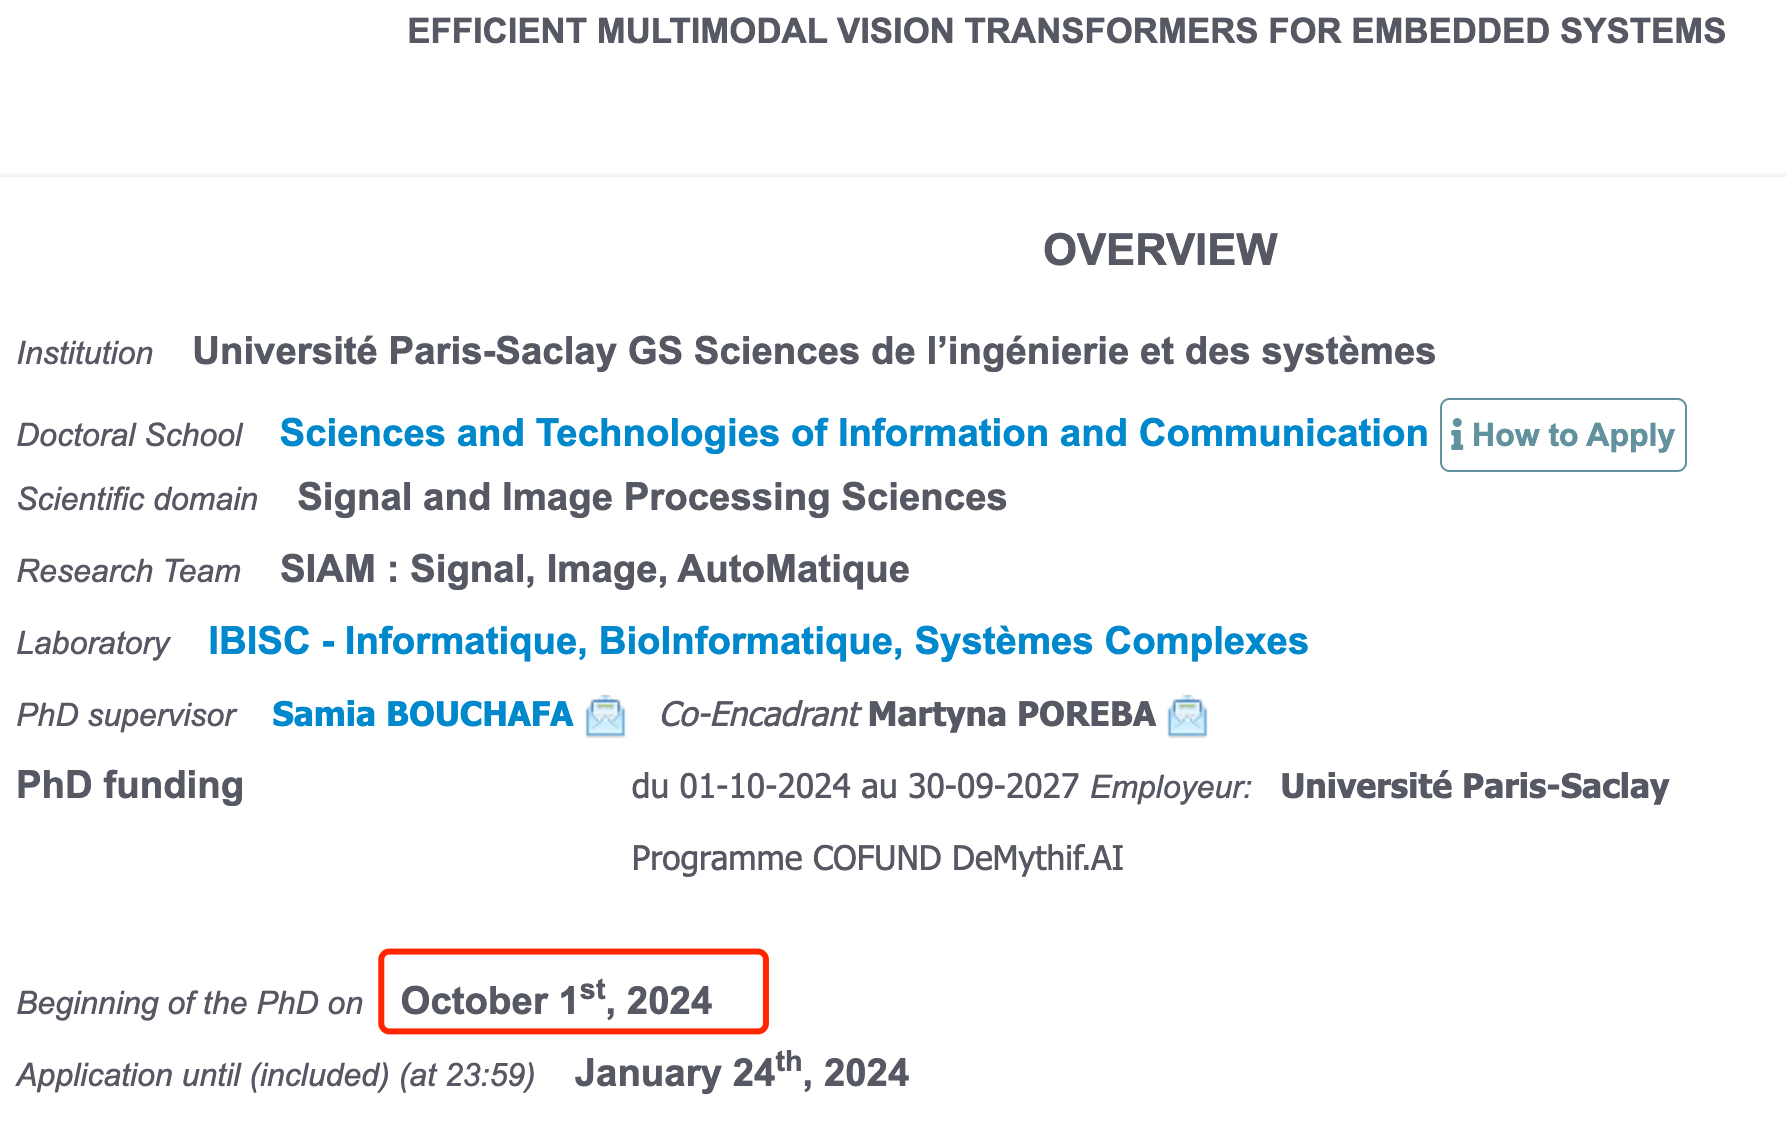 EFFICIENT MULTIMODAL VISION TRANSFORMERS FOR EMBEDDED SYSTEMS
OVERVIEW
Institution Université Paris-Saclay GS Sciences de l’ingénierie et des systèmes
Doctoral School Sciences and Technologies of Information and Communication How to Apply
Scientific domain Signal and Image Processing Sciences
Research Team SIAM : Signal, Image, AutoMatique
Laboratory IBISC - Informatique, BioInformatique, Systèmes Complexes
PhD supervisor Samia BOUCHAFA Co-Encadrant Martyna POREBA
PhD funding du 01-10-2024 au 30-09-2027 Employeur: Université Paris-Saclay
Programme COFUND DeMythif.AI
Beginning of the PhD on October 1st, 2024
Application until (included) (at 23:59) January 24th, 2024